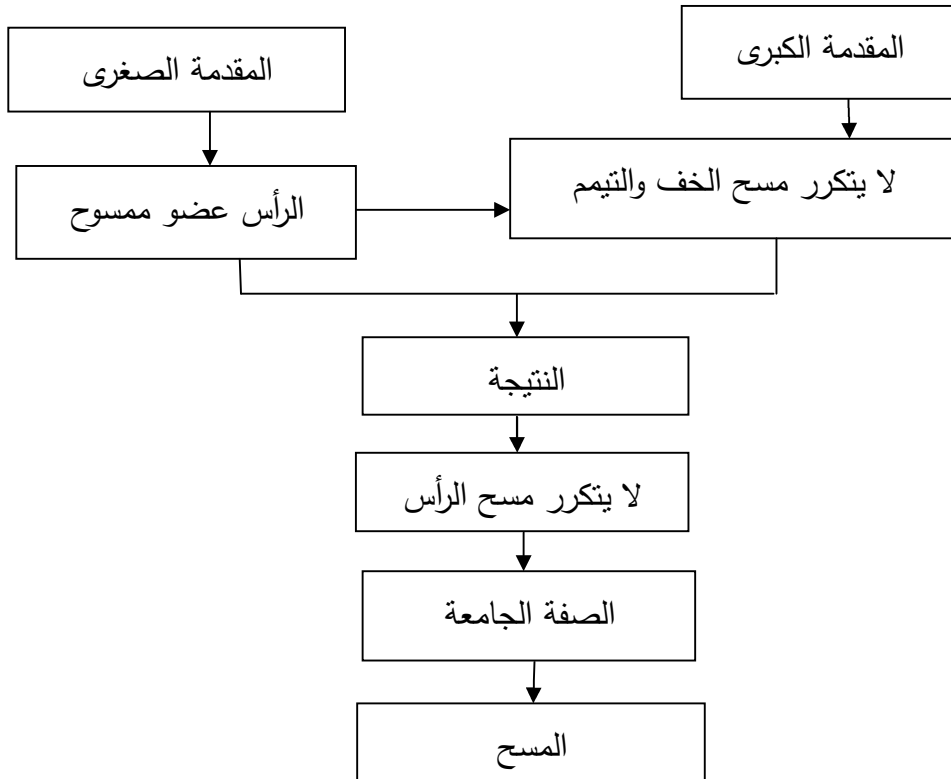 المقدمة الكبرى
المقدمة الصغرى
لا يتكرر مسح الخف والتيمم
الرأس عضو ممسوح
النتيجة
لا يتكرر مسح الرأس
الصفة الجامعة
المسح